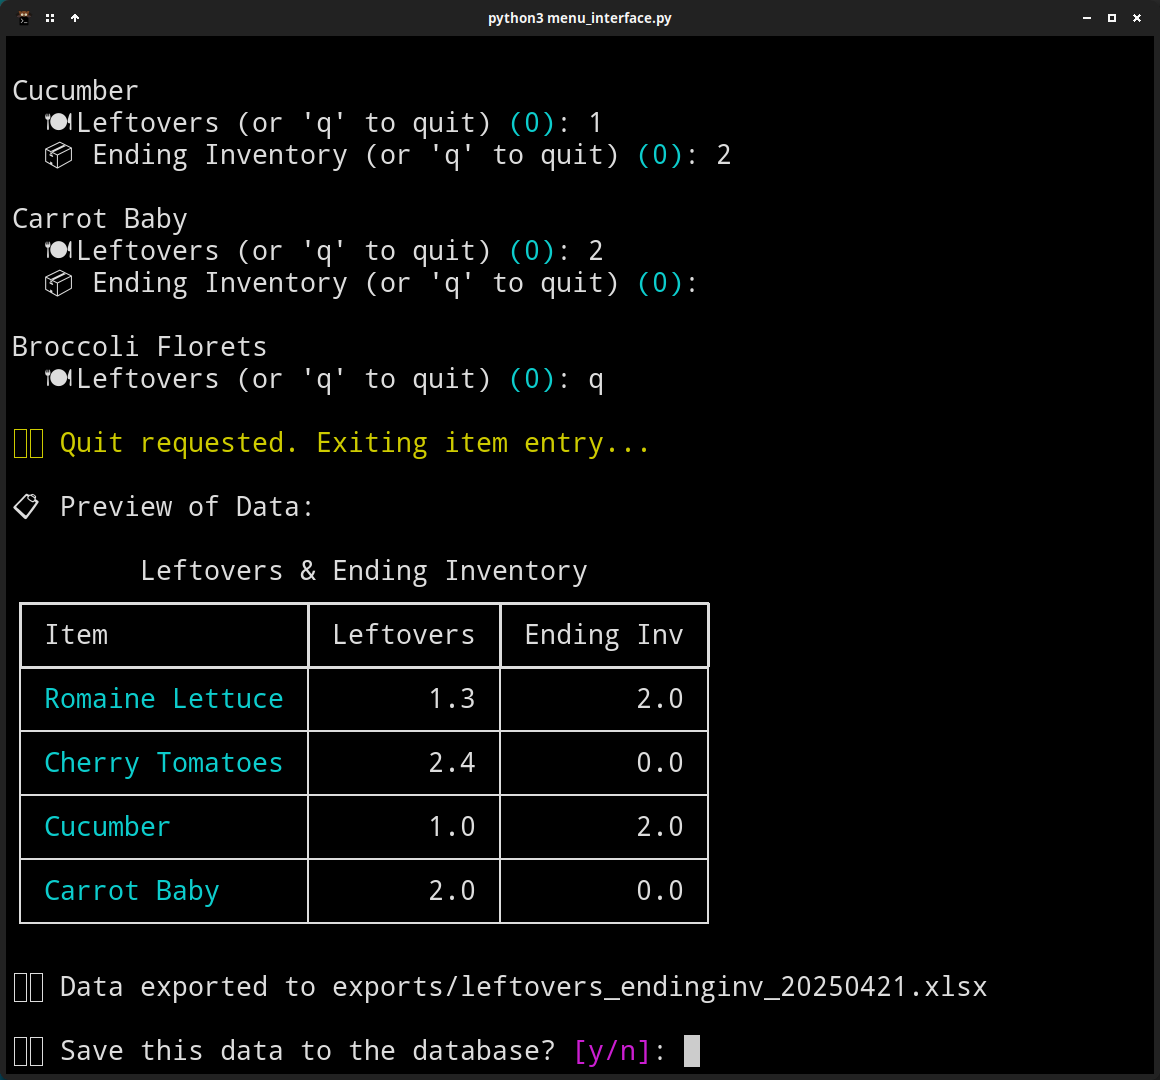 python3 menu_interface.py
Cucumber
🍽Leftovers (or 'q' to quit) (0): 1
📦 Ending Inventory (or 'q' to quit) (0): 2
Carrot Baby
🍽Leftovers (or 'q' to quit) (0): 2
📦 Ending Inventory (or 'q' to quit) (0):
Broccoli Florets
🍽Leftovers (or 'q' to quit) (0): q
Quit requested. Exiting item entry...
📋 Preview of Data:
Leftovers & Ending Inventory
Item Leftovers Ending Inv
Romaine Lettuce 1.3 2.0
Cherry Tomatoes 2.4 0.0
Cucumber 1.0 2.0
Carrot Baby 2.0 0.0
Data exported to exports/leftovers_endinginv_20250421.xlsx
Save this data to the database? [y/n]: